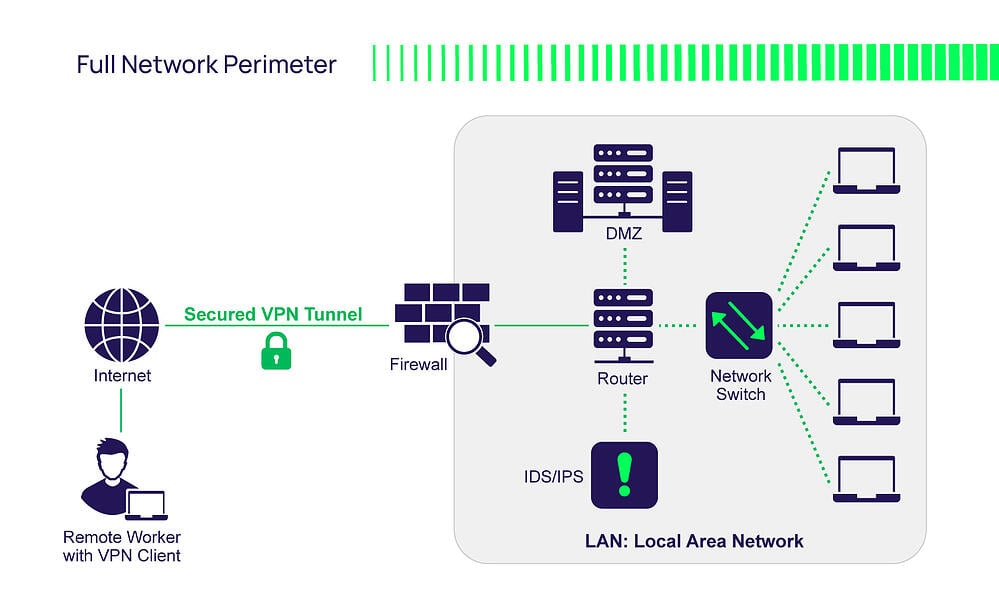 Full Network Perimeter
DMZ
Secured VPN Tunnel
Internet
Firewall
Router
Network
Switch
IDS/IPS
Remote Worker
with VPN Client
LAN: Local Area Network